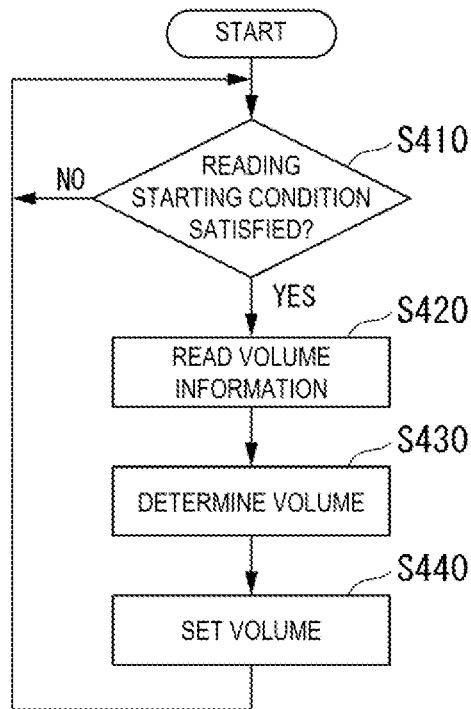 START
S410
READING
STARTING CONDITION
SATISFIED?
NO
YES
S420
READ VOLUME
INFORMATION
S430
DETERMINE VOLUME
S440
SET VOLUME